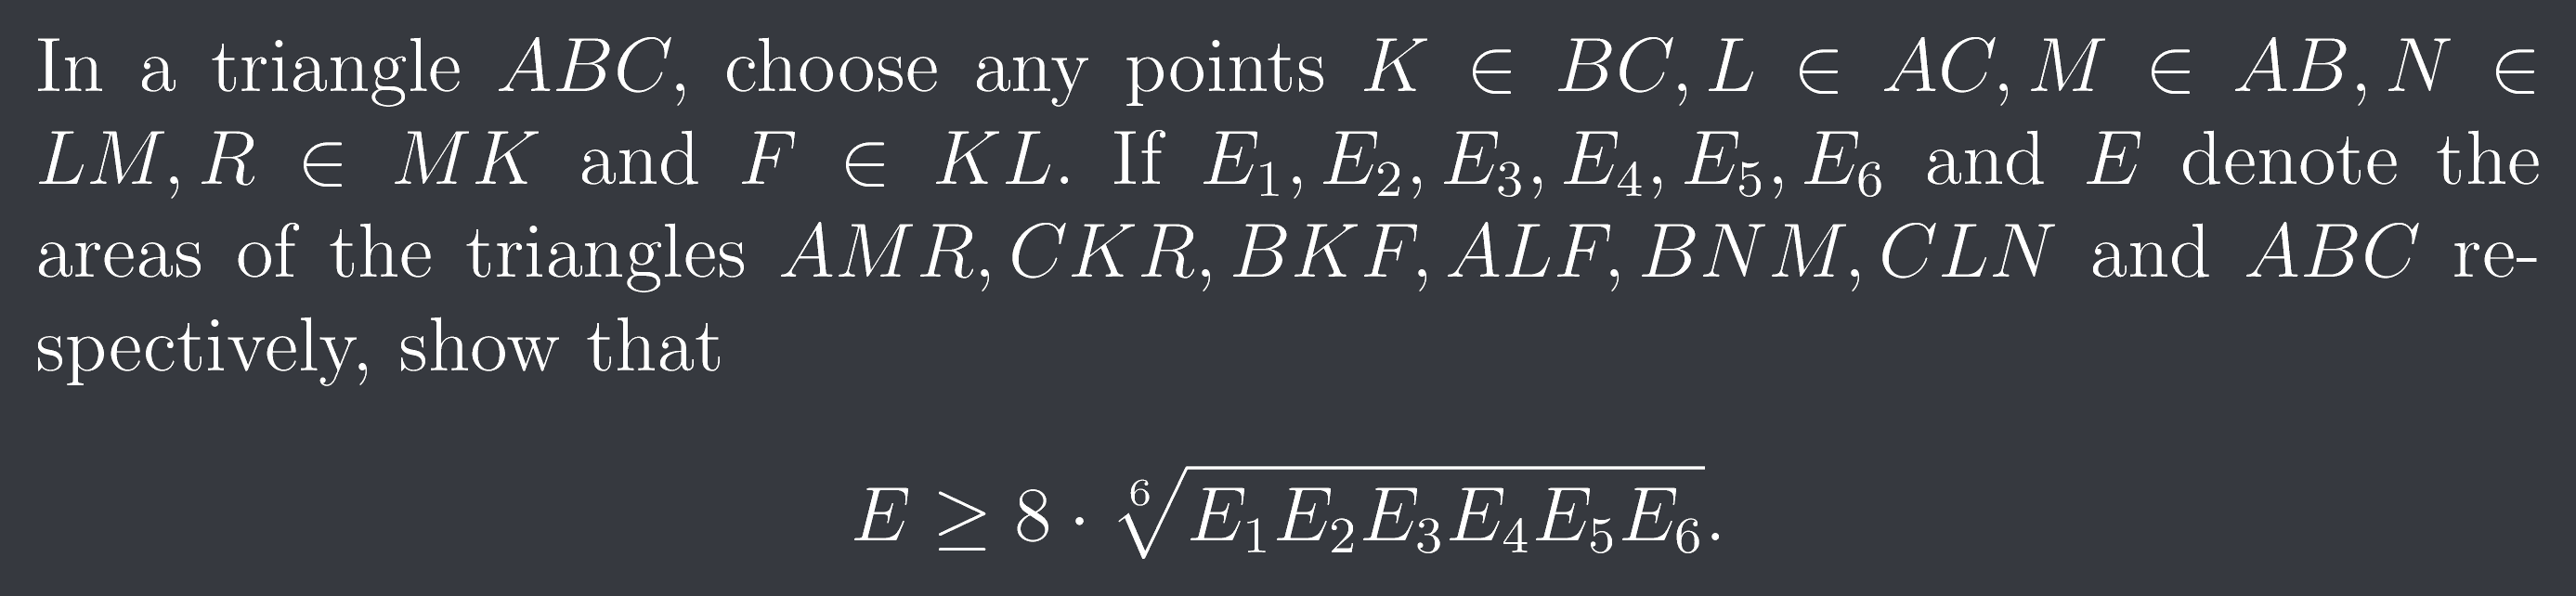 In a triangle $ABC$, choose any points $K \in BC, L \in AC, M \in AB, N \in$
$LM, R \in MK$ and $F \in KL$. If $E_1, E_2, E_3, E_4, E_5, E_6$ and $E$ denote the
areas of the triangles $AMR, CKR, BKF, ALF, BNM, CLN$ and $ABC$ re-
spectively, show that
$$E \geq 8 \cdot \sqrt[6]{E_1 E_2 E_3 E_4 E_5 E_6}.$$